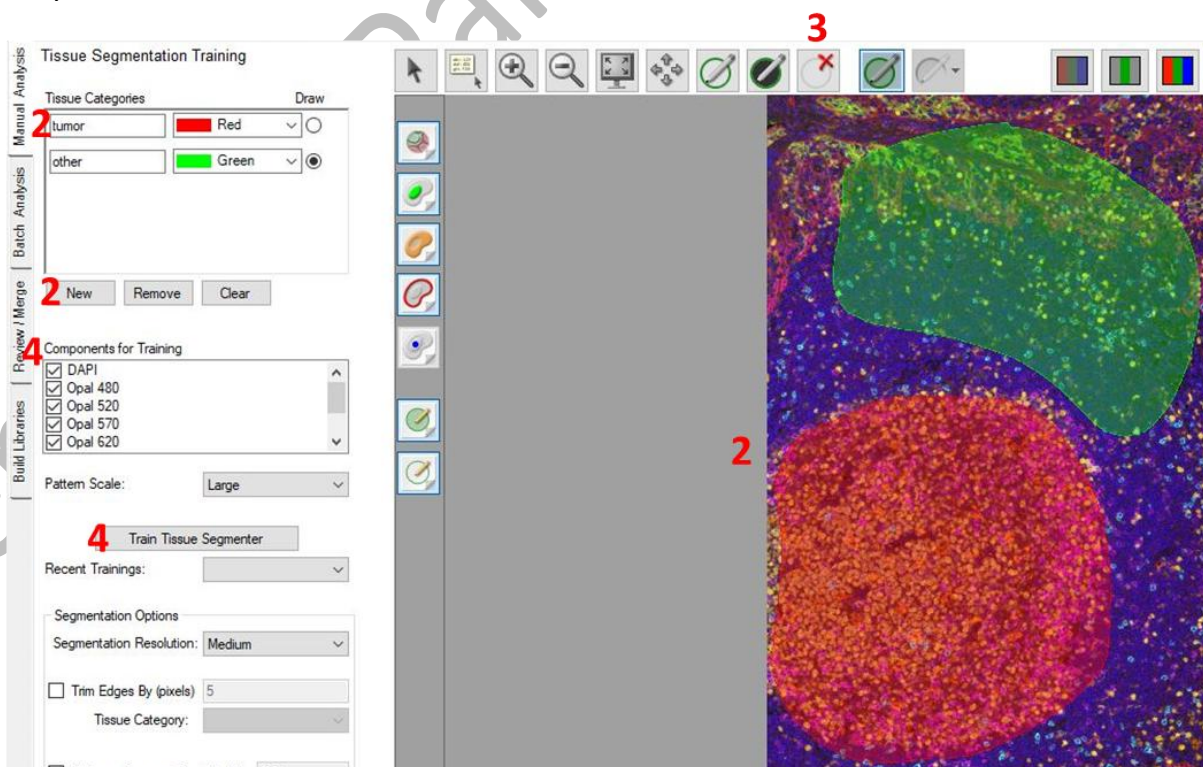 3
Manual Analysis
Batch Analysis
Review / Merge
Build Libraries
Tissue Segmentation Training
Tissue Categories Draw
2
tumor Red
other Green
2 New Remove Clear
4
Components for Training
DAPI
Opal 480
Opal 520
Opal 570
Opal 620
2
Pattern Scale: Large
4 Train Tissue Segmenter
Recent Trainings:
Segmentation Options
Segmentation Resolution: Medium
Trim Edges By (pixels) 5
Tissue Category: